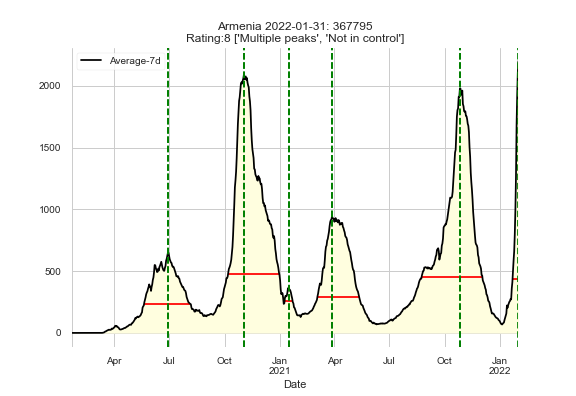 Armenia 2022-01-31: 367795
Rating:8 ['Multiple peaks', 'Not in control']
Average-7d
2000
1500
1000
500
0
Apr Jul Oct Jan Apr Jul Oct Jan
2021 2022
Date